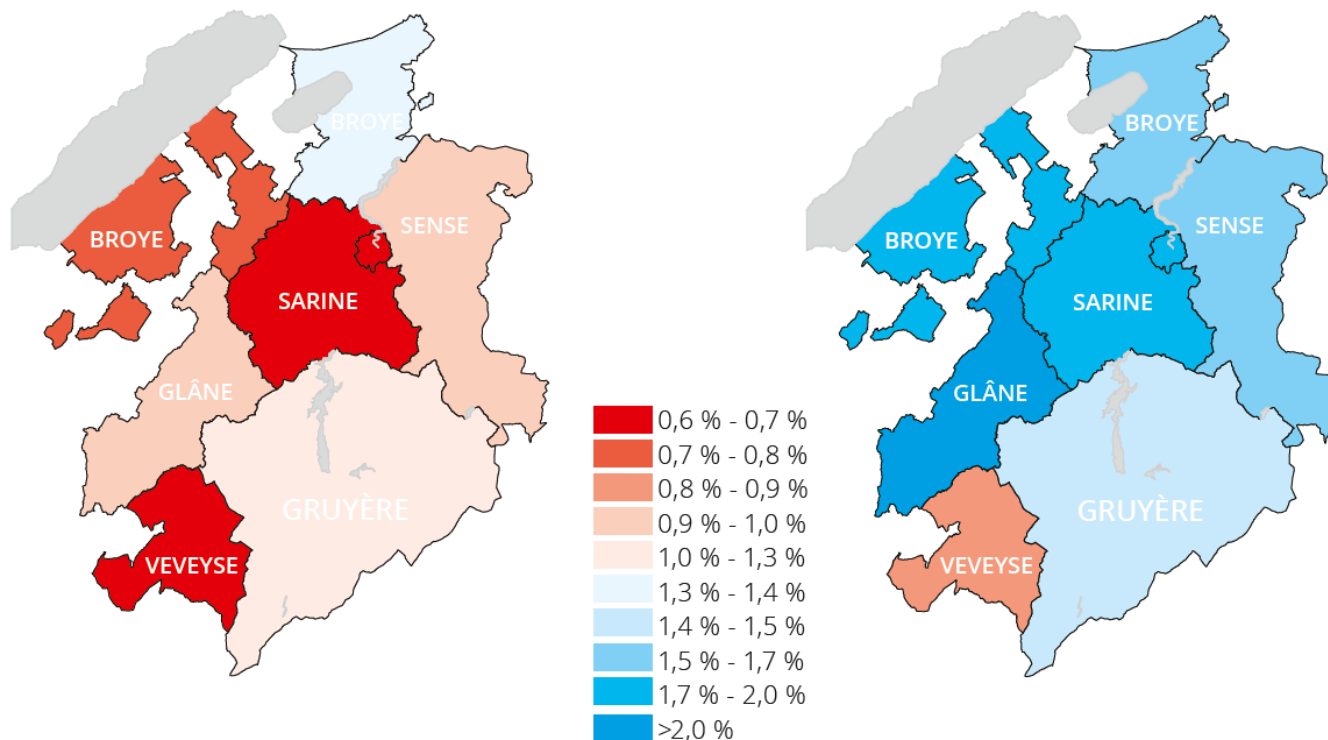 BROYE
SENSE
BROYE
SARINE
GLÂNE
GRUYÈRE
VEVEYSE
0,6 % - 0,7 %
0,7 % - 0,8 %
0,8 % - 0,9 %
0,9 % - 1,0 %
1,0 % - 1,3 %
1,3 % - 1,4 %
1,4 % - 1,5 %
1,5 % - 1,7 %
1,7 % - 2,0 %
>2,0 %
BROYE
SENSE
BROYE
SARINE
GLÂNE
GRUYÈRE
VEVEYSE